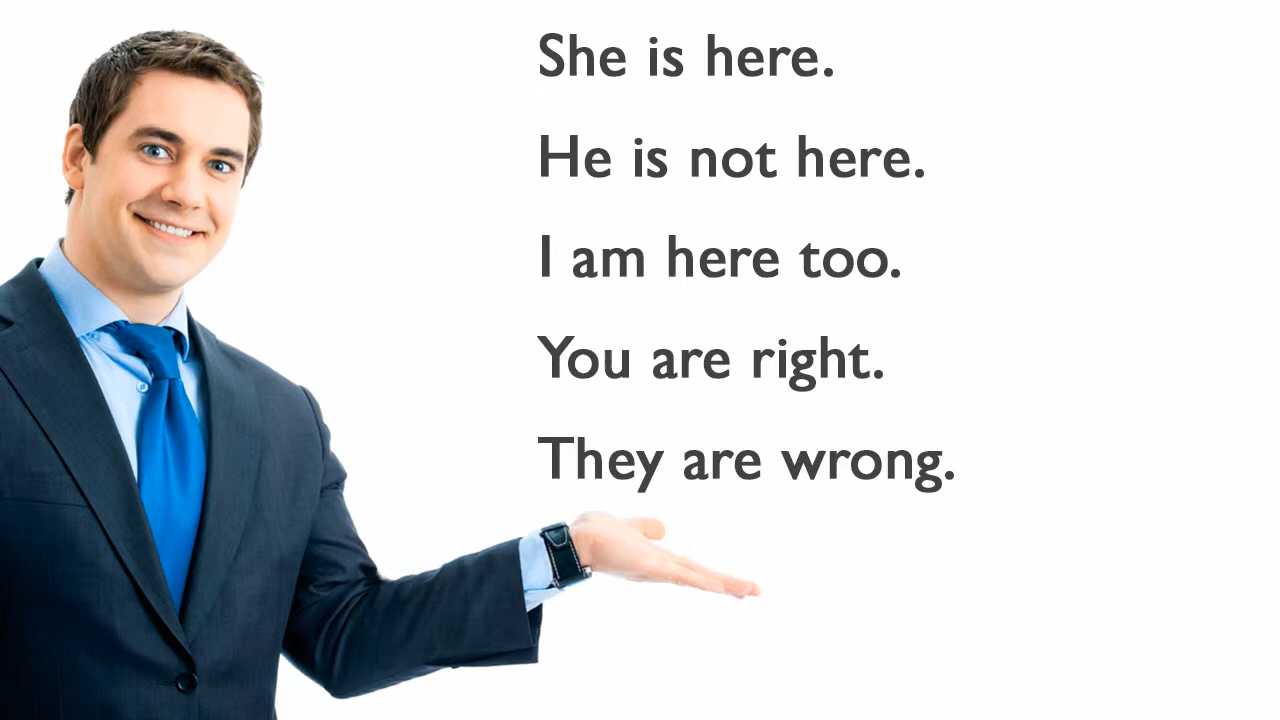 She is here.
He is not here.
I am here too.
You are right.
They are wrong.